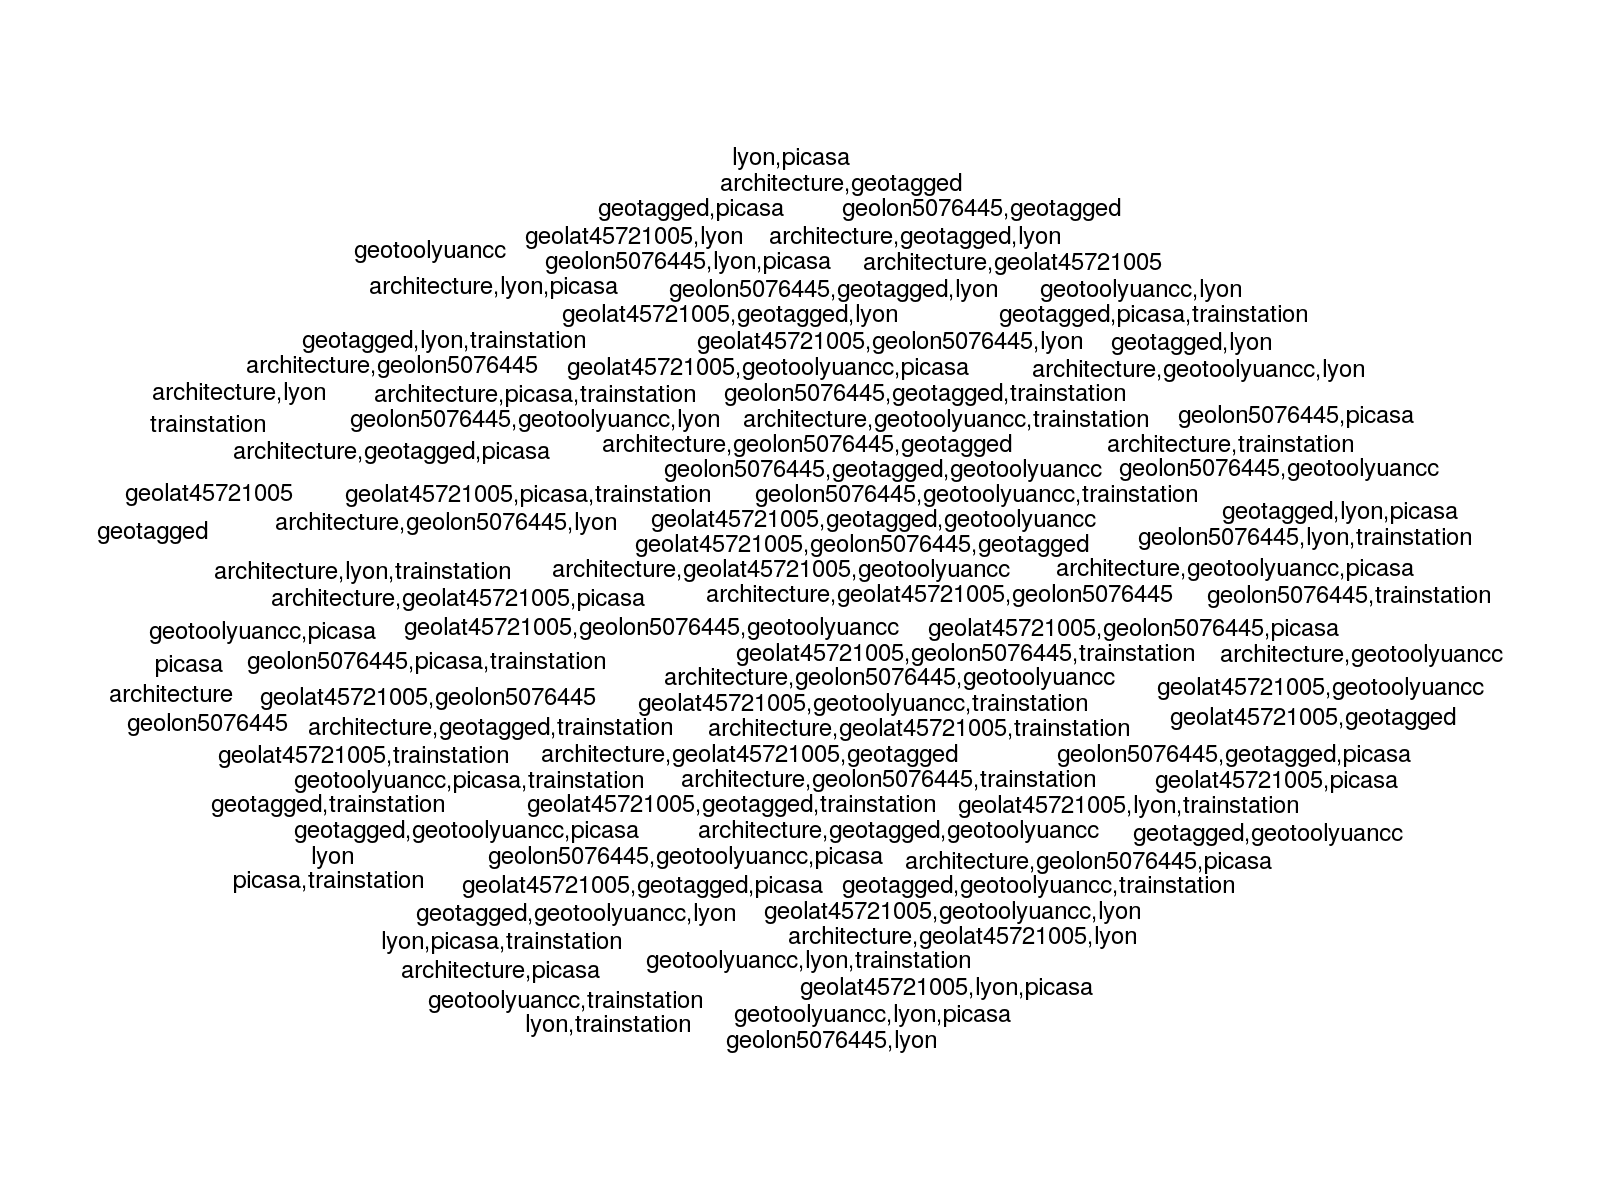 lyon,picasa
architecture,geotagged
geotagged,picasa
geolon5076445,geotagged
geolat45721005,lyon
architecture,geotagged,lyon
geotoolyuancc
geolon5076445,lyon,picasa
architecture,geolat45721005
architecture,lyon,picasa
geolon5076445,geotagged,lyon
geotoolyuancc,lyon
geolat45721005,geotagged,lyon
geotagged,picasa,trainstation
geotagged,lyon,trainstation
geolat45721005,geolon5076445,lyon
geotagged,lyon
architecture,geolon5076445
geolat45721005,geotoolyuancc,picasa
architecture,geotoolyuancc,lyon
architecture,lyon
architecture,picasa,trainstation
geolon5076445,geotagged,trainstation
trainstation
geolon5076445,geotoolyuancc,lyon
architecture,geotoolyuancc,trainstation
geolon5076445,picasa
architecture,geotagged,picasa
architecture,geolon5076445,geotagged
architecture,trainstation
geolon5076445,geotagged,geotoolyuancc
geolon5076445,geotoolyuancc
geolat45721005
geolat45721005,picasa,trainstation
geolon5076445,geotoolyuancc,trainstation
geotagged
architecture,geolon5076445,lyon
geolat45721005,geotagged,geotoolyuancc
geotagged,lyon,picasa
geolat45721005,geolon5076445,geotagged
geolon5076445,lyon,trainstation
architecture,lyon,trainstation
architecture,geolat45721005,geotoolyuancc
architecture,geotoolyuancc,picasa
architecture,geolat45721005,picasa
architecture,geolat45721005,geolon5076445
geolon5076445,trainstation
geotoolyuancc,picasa
geolat45721005,geolon5076445,geotoolyuancc
geolat45721005,geolon5076445,picasa
picasa
geolon5076445,picasa,trainstation
geolat45721005,geolon5076445,trainstation
architecture,geotoolyuancc
architecture,geolon5076445,geotoolyuancc
architecture
geolat45721005,geolon5076445
geolat45721005,geotoolyuancc,trainstation
geolat45721005,geotoolyuancc
geolon5076445
architecture,geotagged,trainstation
architecture,geolat45721005,trainstation
geolat45721005,geotagged
geolat45721005,trainstation
architecture,geolat45721005,geotagged
geolon5076445,geotagged,picasa
geotoolyuancc,picasa,trainstation
architecture,geolon5076445,trainstation
geolat45721005,picasa
geotagged,trainstation
geolat45721005,geotagged,trainstation
geolat45721005,lyon,trainstation
geotagged,geotoolyuancc,picasa
architecture,geotagged,geotoolyuancc
geotagged,geotoolyuancc
lyon
geolon5076445,geotoolyuancc,picasa
architecture,geolon5076445,picasa
picasa,trainstation
geolat45721005,geotagged,picasa
geotagged,geotoolyuancc,trainstation
geotagged,geotoolyuancc,lyon
geolat45721005,geotoolyuancc,lyon
lyon,picasa,trainstation
architecture,geolat45721005,lyon
architecture,picasa
geotoolyuancc,lyon,trainstation
geolat45721005,lyon,picasa
geotoolyuancc,trainstation
geotoolyuancc,lyon,picasa
lyon,trainstation
geolon5076445,lyon